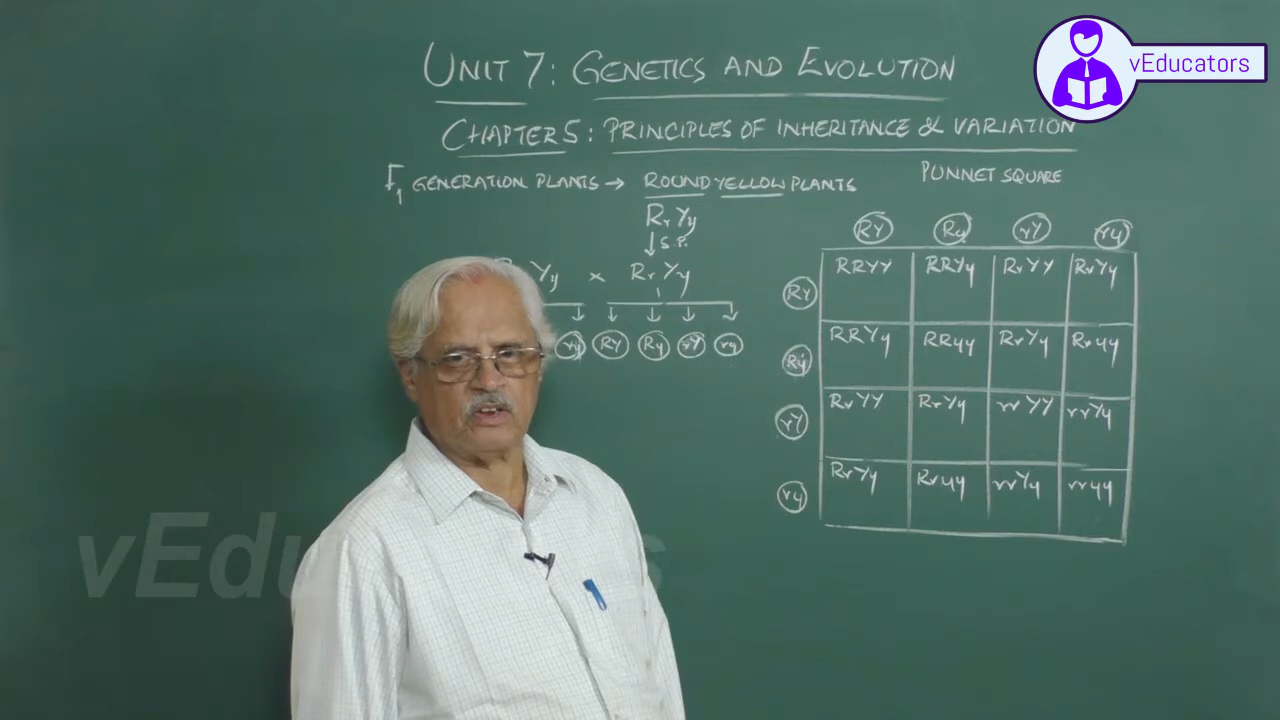 vEducators
UNIT 7: GENETICS AND EVOLUTION
CHAPTER 5: PRINCIPLES OF INHERITANCE & VARIATION
F1 GENERATION PLANTS → ROUND YELLOW PLANTS
PUNNET SQUARE
RrYy
↓ S.P.
Yy × RrYy
ry RY Ry rY ry
RY Ry rY ry
RY RRYY RRYy RrYY RrYy
Ry RRYy RRyy RrYy Rryy
rY RrYY RrYy rrYY rrYy
ry RrYy Rryy rrYy rryy